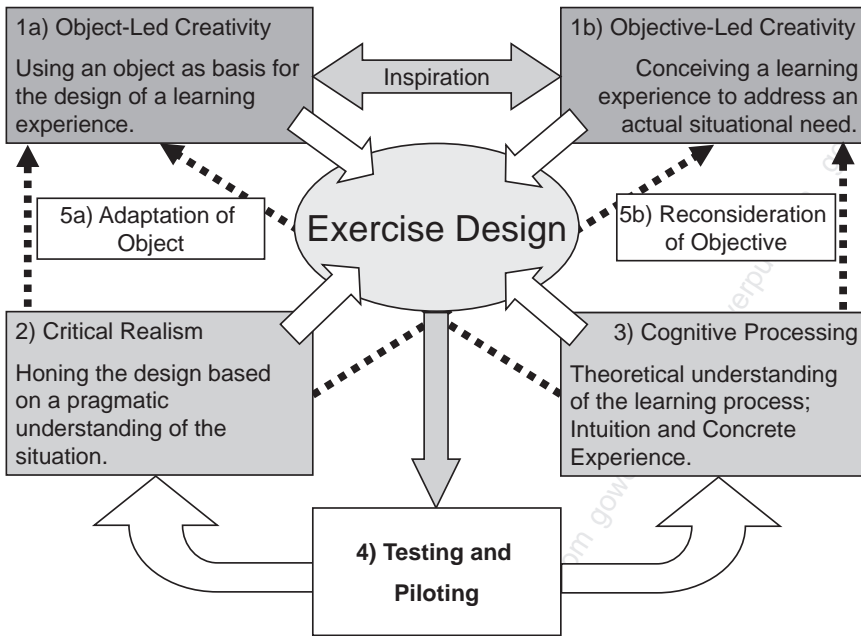 1a) Object-Led Creativity
Using an object as basis for
the design of a learning
experience.
Inspiration
1b) Objective-Led Creativity
Conceiving a learning
experience to address an
actual situational need.
5a) Adaptation of
Object
Exercise Design
5b) Reconsideration
of Objective
2) Critical Realism
Honing the design based
on a pragmatic
understanding of the
situation.
3) Cognitive Processing
Theoretical understanding
of the learning process;
Intuition and Concrete
Experience.
4) Testing and
Piloting